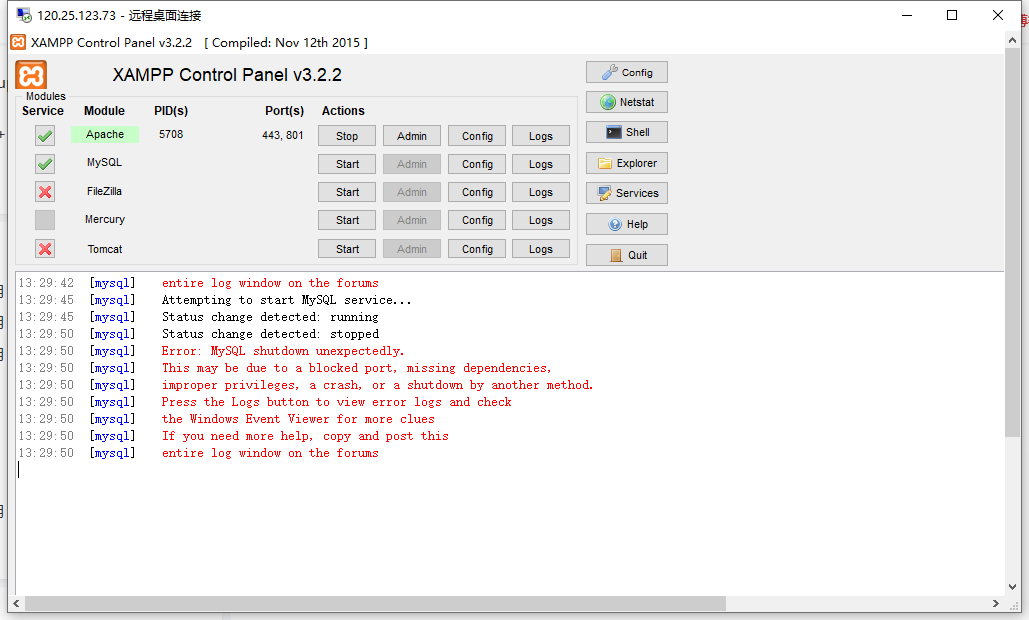 120.25.123.73 - 远程桌面连接
XAMPP Control Panel v3.2.2 [ Compiled: Nov 12th 2015 ]
XAMPP Control Panel v3.2.2
Config
Modules
Service Module PID(s) Port(s) Actions
Netstat
Apache 5708 443, 801 Stop Admin Config Logs
Shell
MySQL Start Admin Config Logs
Explorer
FileZilla Start Admin Config Logs
Services
Mercury Start Admin Config Logs
Help
Tomcat Start Admin Config Logs
Quit
13:29:42 [mysql] entire log window on the forums
13:29:45 [mysql] Attempting to start MySQL service...
13:29:45 [mysql] Status change detected: running
13:29:50 [mysql] Status change detected: stopped
13:29:50 [mysql] Error: MySQL shutdown unexpectedly.
13:29:50 [mysql] This may be due to a blocked port, missing dependencies,
13:29:50 [mysql] improper privileges, a crash, or a shutdown by another method.
13:29:50 [mysql] Press the Logs button to view error logs and check
13:29:50 [mysql] the Windows Event Viewer for more clues
13:29:50 [mysql] If you need more help, copy and post this
13:29:50 [mysql] entire log window on the forums